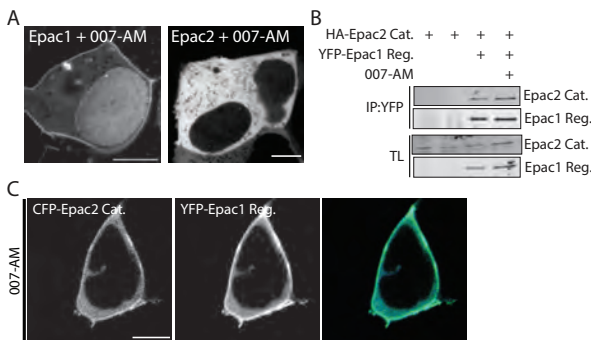 A
Epac1 + 007-AM
Epac2 + 007-AM
B
HA-Epac2 Cat. + + + +
YFP-Epac1 Reg. + +
007-AM +
IP:YFP
Epac2 Cat.
Epac1 Reg.
TL
Epac2 Cat.
Epac1 Reg.
C
007-AM
CFP-Epac2 Cat.
YFP-Epac1 Reg.